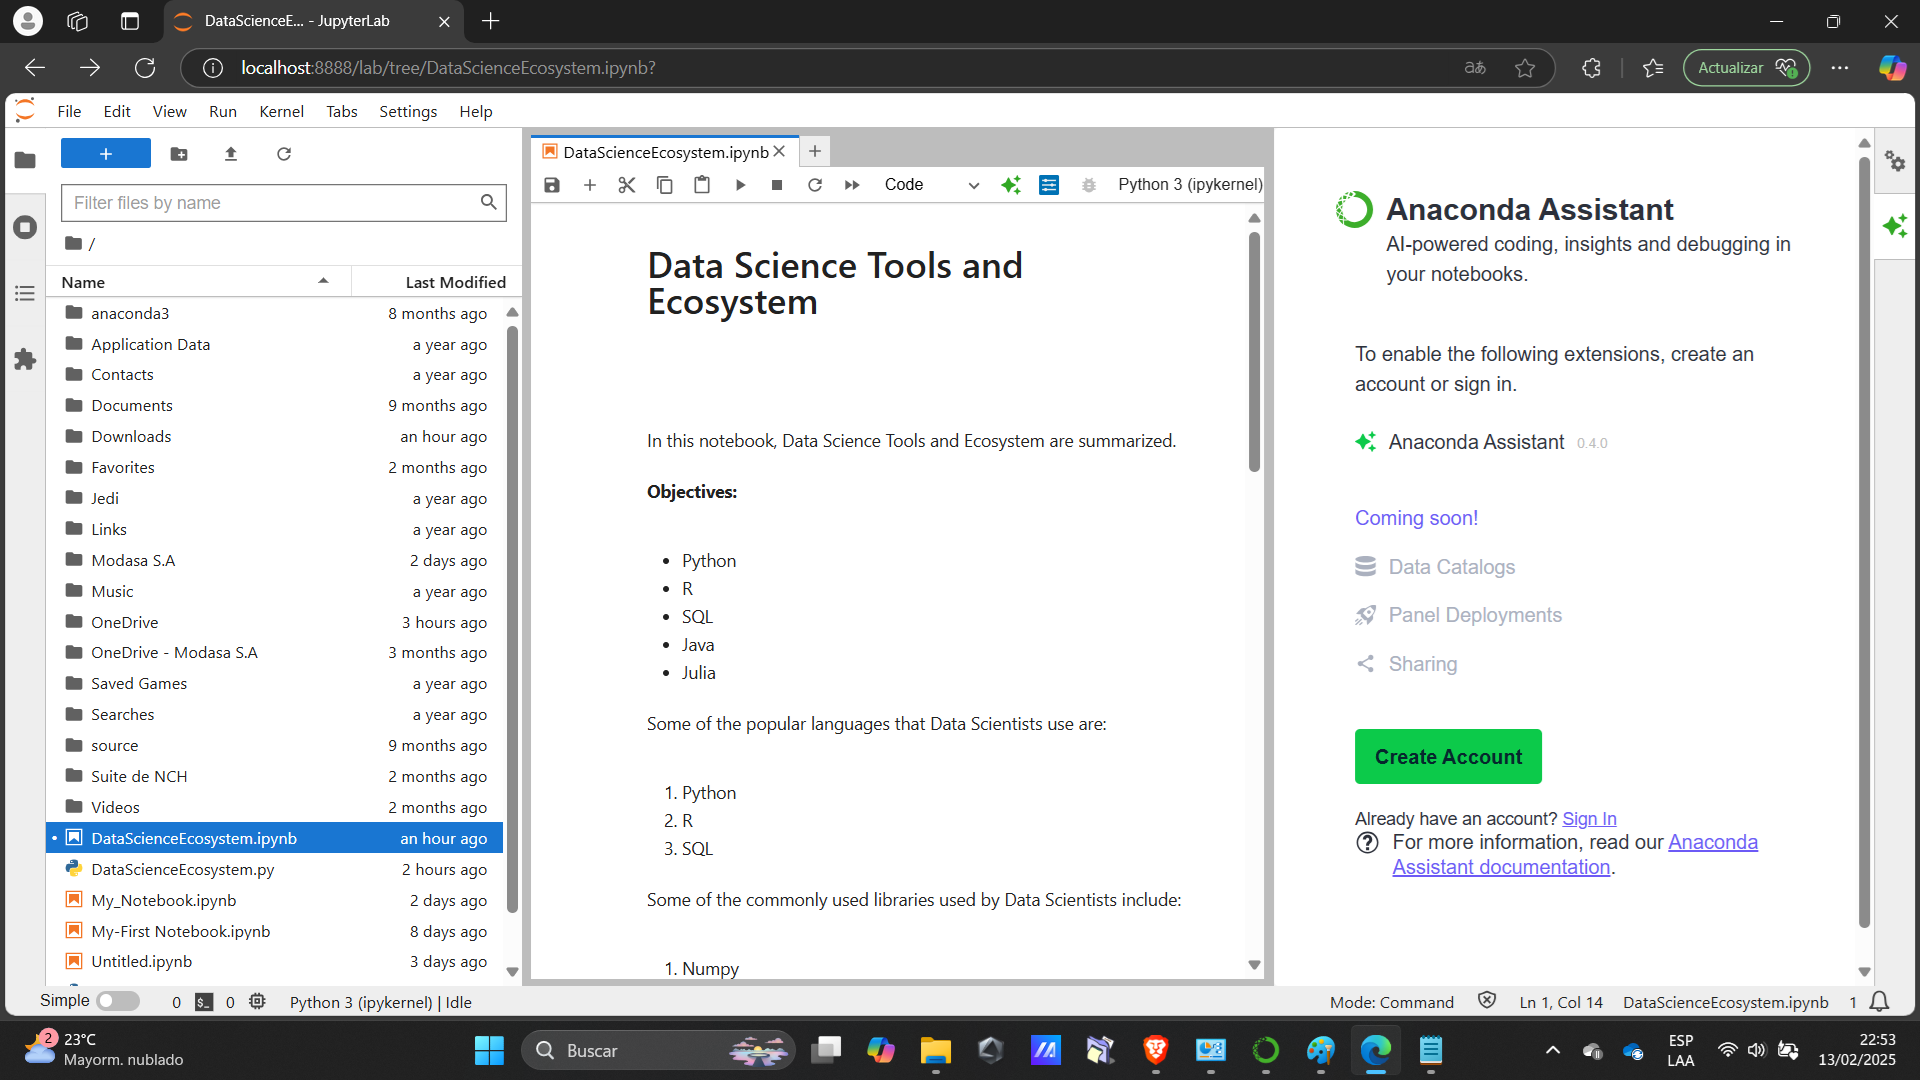 DataScienceE... - JupyterLab
localhost:8888/lab/tree/DataScienceEcosystem.ipynb?
Actualizar
File Edit View Run Kernel Tabs Settings Help
Filter files by name
/
Name Last Modified
anaconda3 8 months ago
Application Data a year ago
Contacts a year ago
Documents 9 months ago
Downloads an hour ago
Favorites 2 months ago
Jedi a year ago
Links a year ago
Modasa S.A 2 days ago
Music a year ago
OneDrive 3 hours ago
OneDrive - Modasa S.A 3 months ago
Saved Games a year ago
Searches a year ago
source 9 months ago
Suite de NCH 2 months ago
Videos 2 months ago
DataScienceEcosystem.ipynb an hour ago
DataScienceEcosystem.py 2 hours ago
My_Notebook.ipynb 2 days ago
My-First Notebook.ipynb 8 days ago
Untitled.ipynb 3 days ago
DataScienceEcosystem.ipynb
Code Python 3 (ipykernel)
Data Science Tools and
Ecosystem
In this notebook, Data Science Tools and Ecosystem are summarized.
Objectives:
• Python
• R
• SQL
• Java
• Julia
Some of the popular languages that Data Scientists use are:
1. Python
2. R
3. SQL
Some of the commonly used libraries used by Data Scientists include:
1. Numpy
Anaconda Assistant
AI-powered coding, insights and debugging in
your notebooks.
To enable the following extensions, create an
account or sign in.
Anaconda Assistant 0.4.0
Coming soon!
Data Catalogs
Panel Deployments
Sharing
Create Account
Already have an account? Sign In
For more information, read our Anaconda
Assistant documentation.
Simple 0 0 Python 3 (ipykernel) | Idle
Mode: Command Ln 1, Col 14 DataScienceEcosystem.ipynb 1
2
23°C
Mayorm. nublado
Buscar
ESP
LAA
22:53
13/02/2025